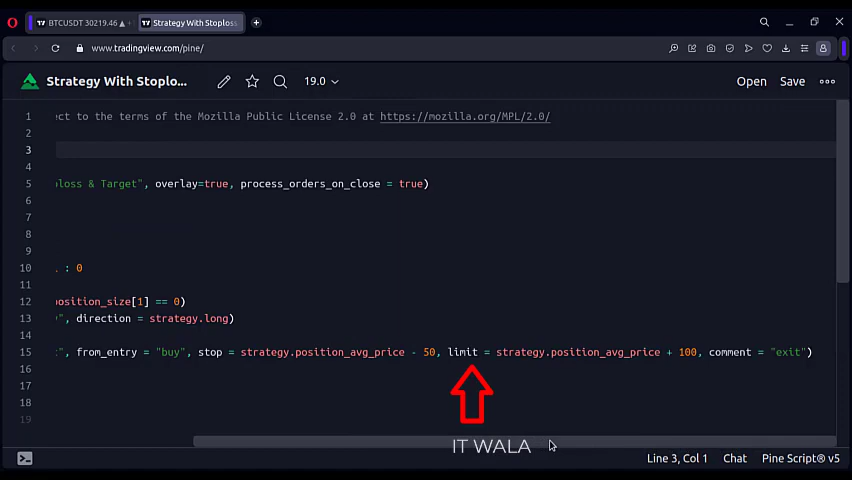 BTCUSDT 30219.46 ▲
Strategy With Stoploss
www.tradingview.com/pine/
Strategy With Stoplo...
19.0
Open
Save
1 ect to the terms of the Mozilla Public License 2.0 at https://mozilla.org/MPL/2.0/
2
3
4
5 loss & Target", overlay=true, process_orders_on_close = true)
6
7
8
9
10 . : 0
11
12 position_size[1] == 0)
13 ", direction = strategy.long)
14
15 ", from_entry = "buy", stop = strategy.position_avg_price - 50, limit = strategy.position_avg_price + 100, comment = "exit")
16
17
18
19
IT WALA
Line 3, Col 1
Chat
Pine Script® v5